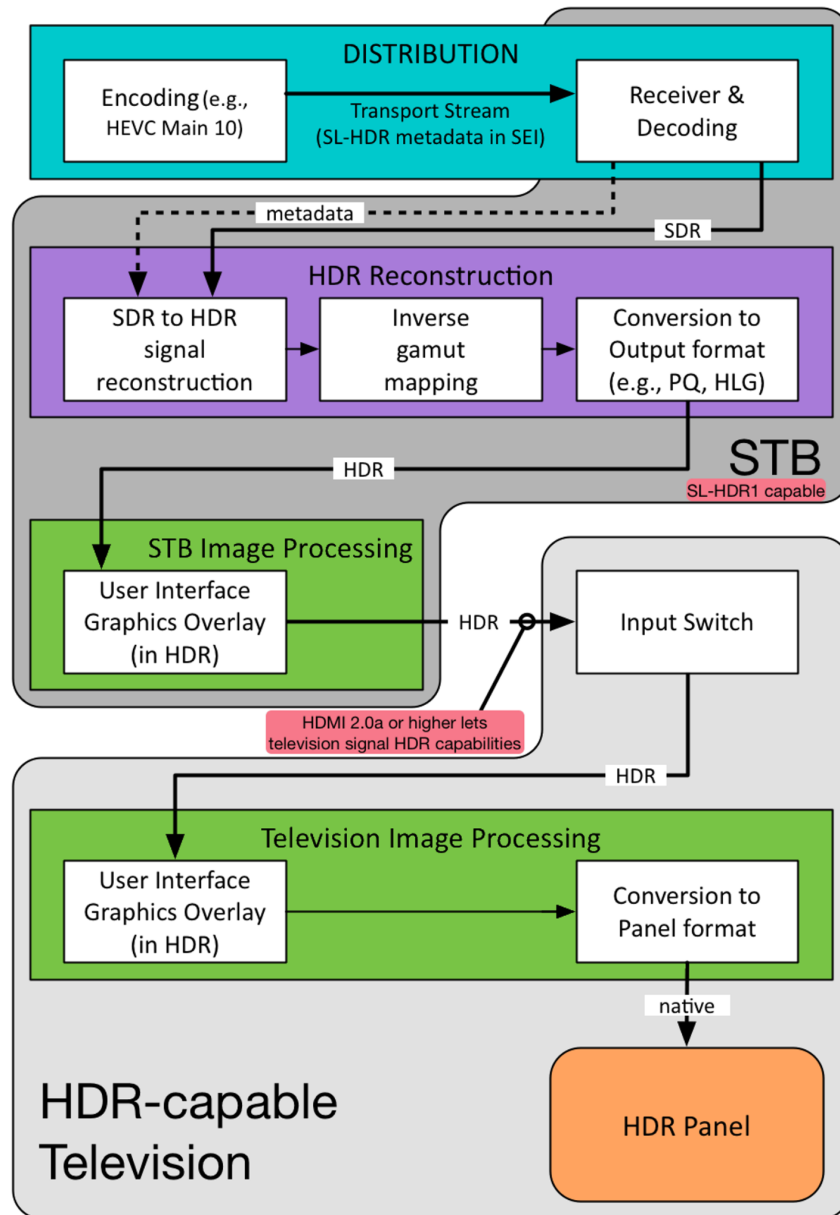 DISTRIBUTION
Encoding (e.g.,
HEVC Main 10)
Transport Stream
(SL-HDR metadata in SEI)
Receiver &
Decoding
metadata
SDR
HDR Reconstruction
SDR to HDR
signal
reconstruction
Inverse
gamut
mapping
Conversion to
Output format
(e.g., PQ, HLG)
HDR
STB
SL-HDR1 capable
STB Image Processing
User Interface
Graphics Overlay
(in HDR)
HDR
Input Switch
HDMI 2.0a or higher lets
television signal HDR capabilities
HDR
Television Image Processing
User Interface
Graphics Overlay
(in HDR)
Conversion to
Panel format
native
HDR-capable
Television
HDR Panel